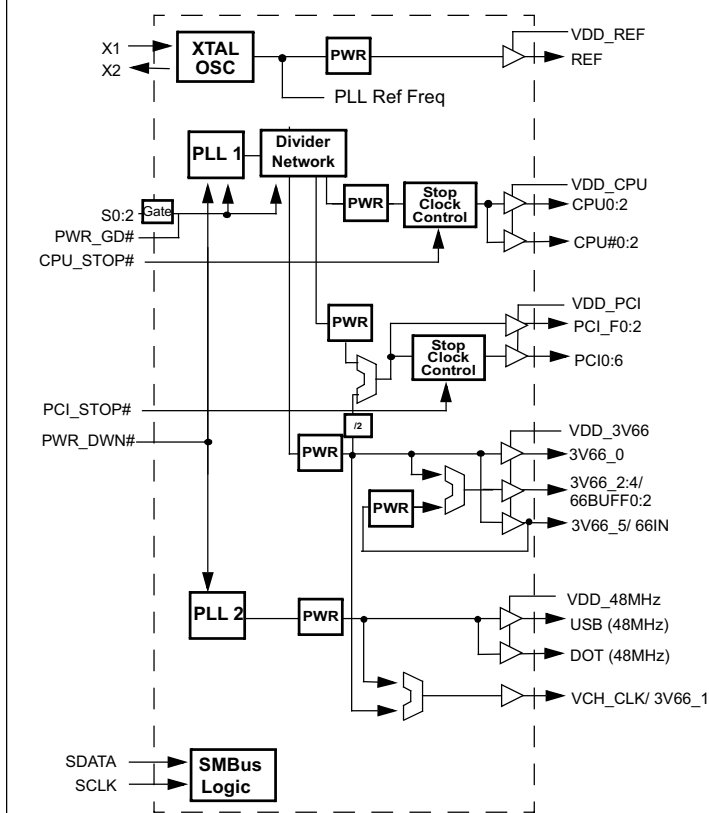 VDD_REF
X1
XTAL
OSC
PWR
REF
X2
PLL Ref Freq
PLL 1
Divider
Network
PWR
Stop
Clock
Control
VDD_CPU
CPU0:2
S0:2
Gate
PWR_GD#
CPU#0:2
CPU_STOP#
VDD_PCI
PWR
PCI_F0:2
Stop
Clock
Control
PCI0:6
PCI_STOP#
/2
VDD_3V66
PWR_DWN#
PWR
3V66_0
3V66_2:4/
66BUFF0:2
PWR
3V66_5/ 66IN
VDD_48MHz
PLL 2
PWR
USB (48MHz)
DOT (48MHz)
VCH_CLK/ 3V66_1
SDATA
SCLK
SMBus
Logic